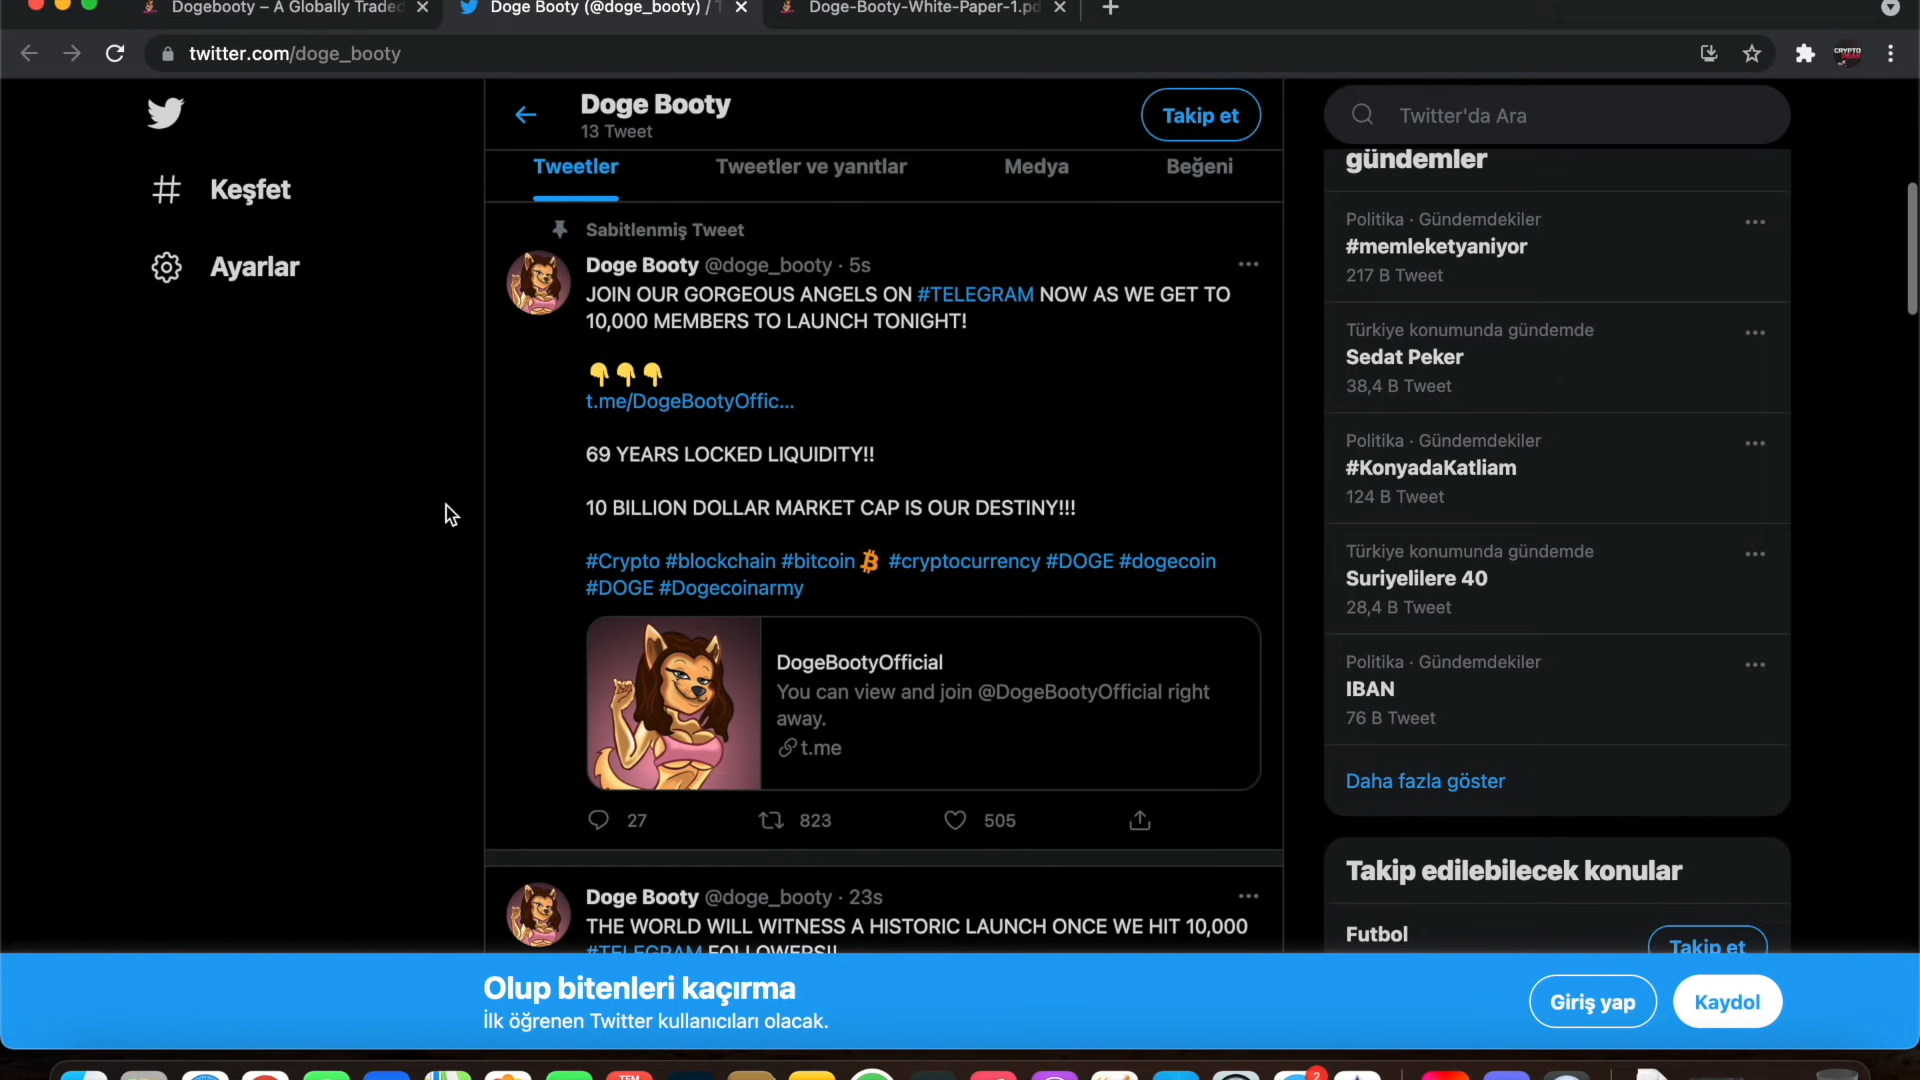 Dogebooty – A Globally Traded
Doge Booty (@doge_booty) / T
Doge-Booty-White-Paper-1.pd
twitter.com/doge_booty
CRYPTO
Keşfet
Ayarlar
Doge Booty
13 Tweet
Takip et
Tweetler
Tweetler ve yanıtlar
Medya
Beğeni
Sabitlenmiş Tweet
Doge Booty @doge_booty · 5s
JOIN OUR GORGEOUS ANGELS ON #TELEGRAM NOW AS WE GET TO
10,000 MEMBERS TO LAUNCH TONIGHT!
👇👇👇
t.me/DogeBootyOffic...
69 YEARS LOCKED LIQUIDITY!!
10 BILLION DOLLAR MARKET CAP IS OUR DESTINY!!!
#Crypto #blockchain #bitcoin #cryptocurrency #DOGE #dogecoin
#DOGE #Dogecoinarmy
DogeBootyOfficial
You can view and join @DogeBootyOfficial right
away.
t.me
27
823
505
Doge Booty @doge_booty · 23s
THE WORLD WILL WITNESS A HISTORIC LAUNCH ONCE WE HIT 10,000
#TELEGRAM FOLLOWERS!!
Twitter'da Ara
gündemler
Politika · Gündemdekiler
#memleketyaniyor
217 B Tweet
Türkiye konumunda gündemde
Sedat Peker
38,4 B Tweet
Politika · Gündemdekiler
#KonyadaKatliam
124 B Tweet
Türkiye konumunda gündemde
Suriyelilere 40
28,4 B Tweet
Politika · Gündemdekiler
IBAN
76 B Tweet
Daha fazla göster
Takip edilebilecek konular
Futbol
Takip et
Olup bitenleri kaçırma
İlk öğrenen Twitter kullanıcıları olacak.
Giriş yap
Kaydol
TEM
2